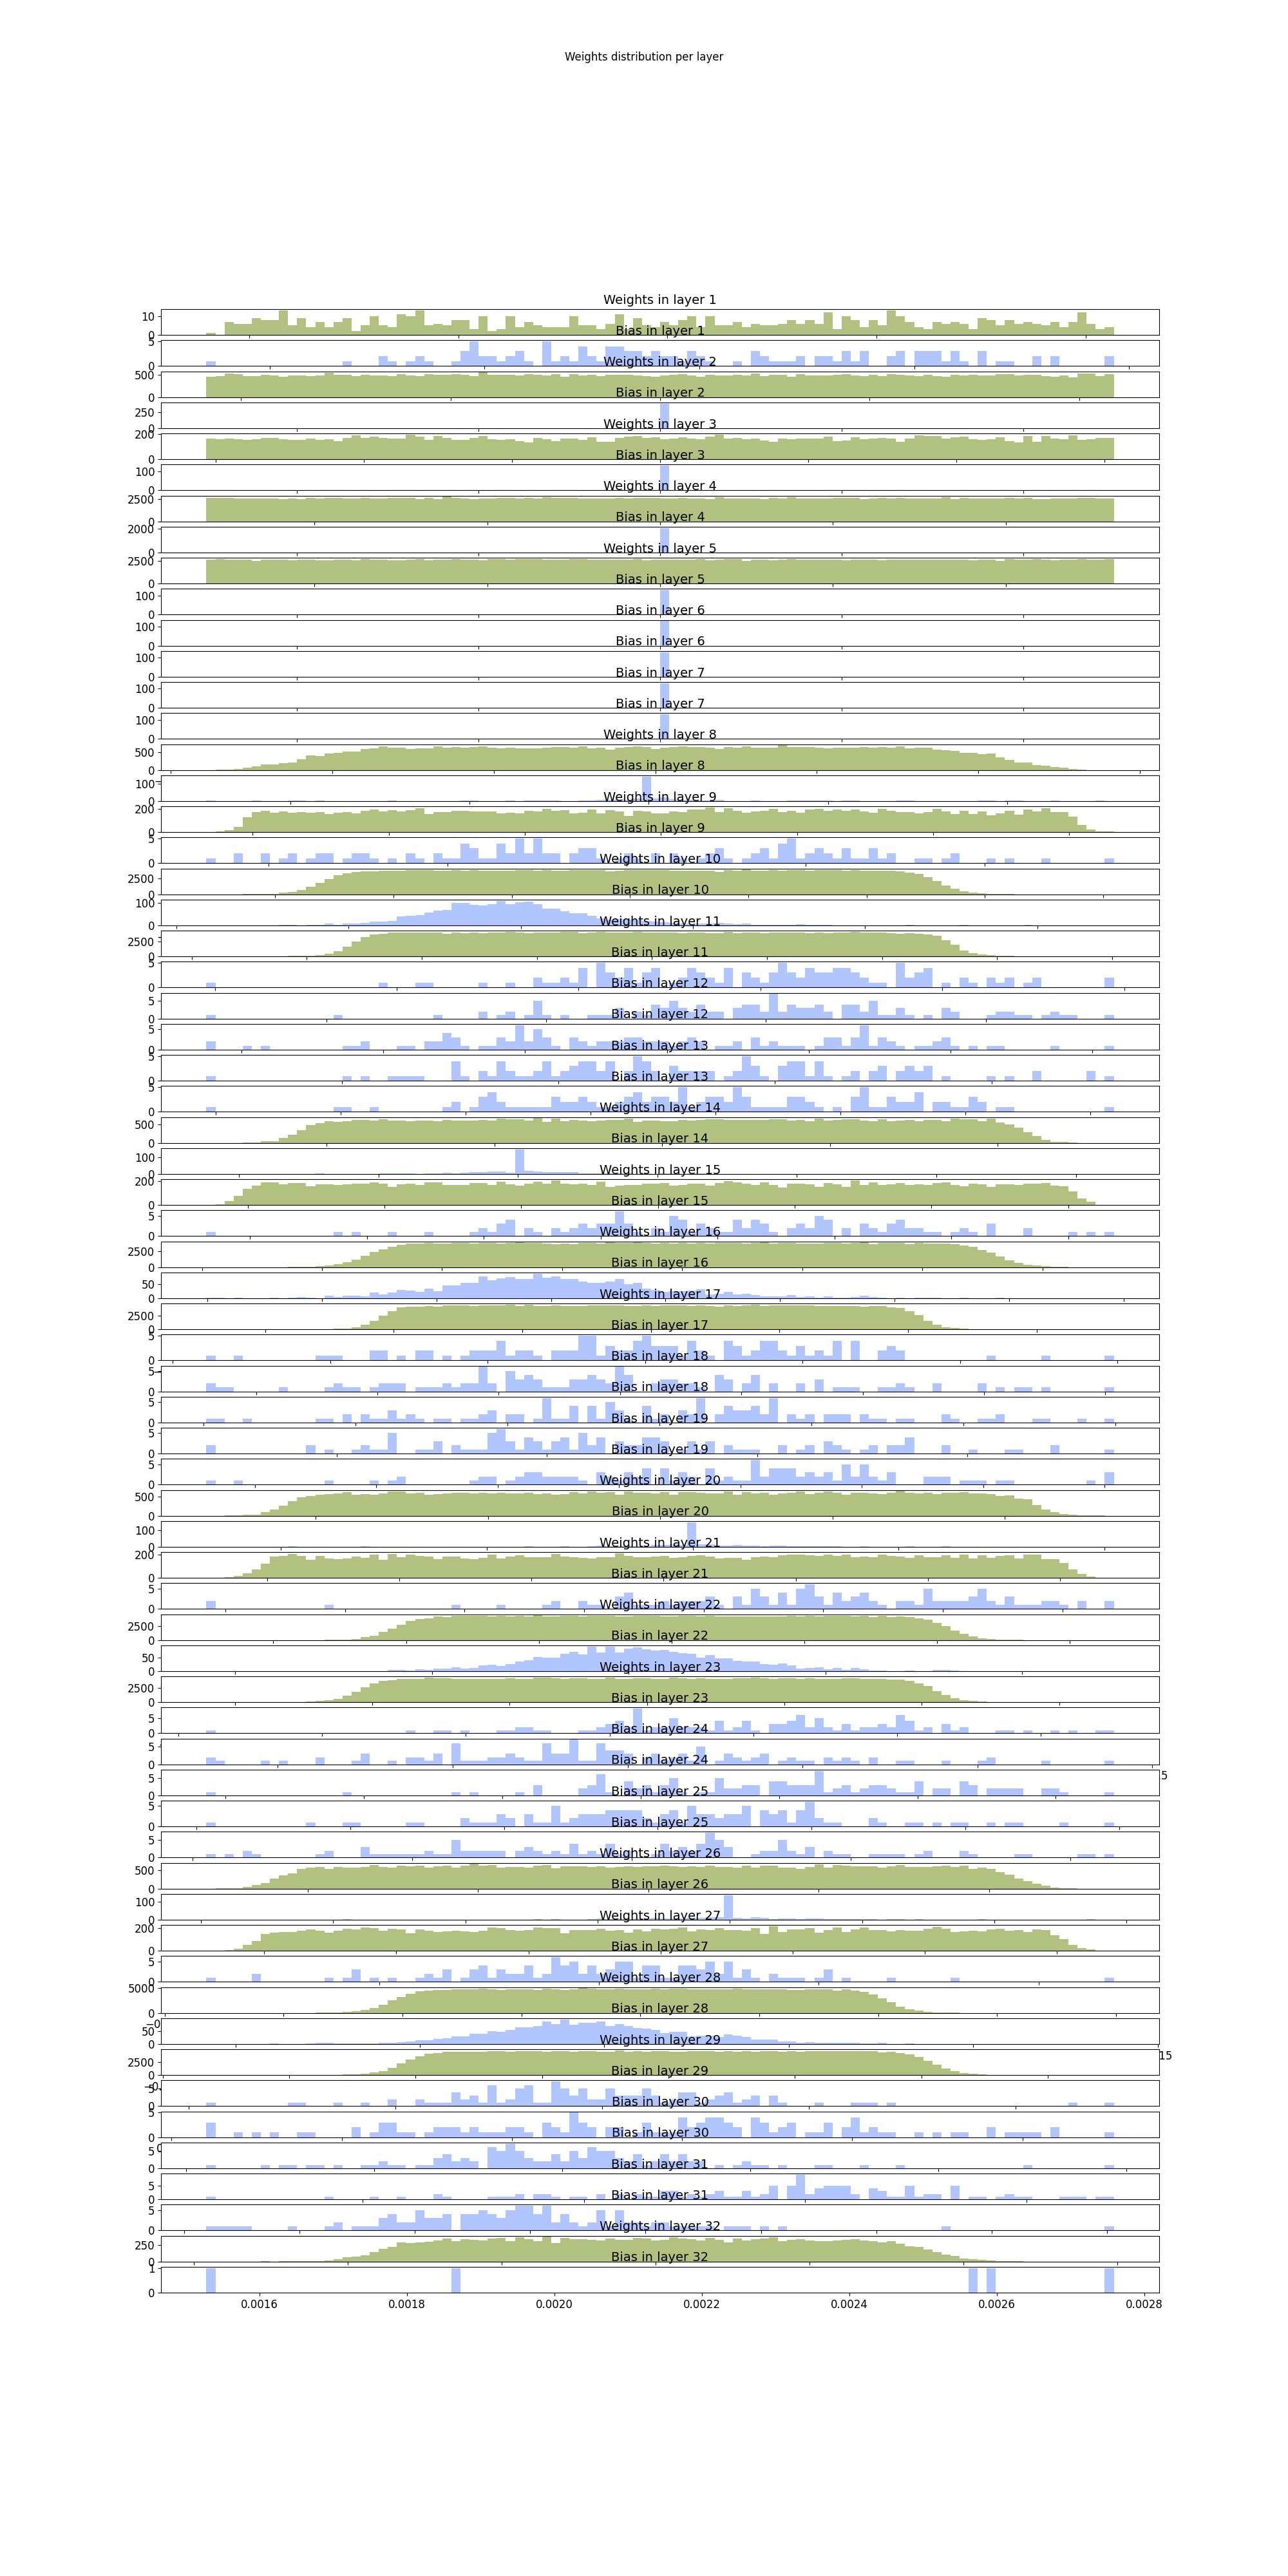 Weights distribution per layer
Weights in layer 1
10
0
Bias in layer 1
5
0
Weights in layer 2
500
0
Bias in layer 2
250
0
Weights in layer 3
200
0
Bias in layer 3
100
0
Weights in layer 4
2500
0
Bias in layer 4
2000
0
Weights in layer 5
2500
0
Bias in layer 5
100
0
Bias in layer 6
100
0
Bias in layer 6
100
0
Bias in layer 7
100
0
Bias in layer 7
100
0
Weights in layer 8
500
0
Bias in layer 8
100
0
Weights in layer 9
200
0
Bias in layer 9
5
0
Weights in layer 10
2500
0
Bias in layer 10
100
0
Weights in layer 11
2500
0
Bias in layer 11
5
0
Bias in layer 12
5
0
Bias in layer 12
5
0
Bias in layer 13
5
0
Bias in layer 13
5
0
Weights in layer 14
500
0
Bias in layer 14
100
0
Weights in layer 15
200
0
Bias in layer 15
5
0
Weights in layer 16
2500
0
Bias in layer 16
50
0
Weights in layer 17
2500
0
Bias in layer 17
5
0
Bias in layer 18
5
0
Bias in layer 18
5
0
Bias in layer 19
5
0
Bias in layer 19
5
0
Weights in layer 20
500
0
Bias in layer 20
100
0
Weights in layer 21
200
0
Bias in layer 21
5
0
Weights in layer 22
2500
0
Bias in layer 22
50
0
Weights in layer 23
2500
0
Bias in layer 23
5
0
Bias in layer 24
5
0
Bias in layer 24
5
5
0
Bias in layer 25
5
0
Bias in layer 25
5
0
Weights in layer 26
500
0
Bias in layer 26
100
0
Weights in layer 27
200
0
Bias in layer 27
5
0
Weights in layer 28
5000
0
Bias in layer 28
50
0
Weights in layer 29
15
2500
0
Bias in layer 29
5
0
Bias in layer 30
5
0
Bias in layer 30
5
0
Bias in layer 31
5
0
Bias in layer 31
5
0
Weights in layer 32
250
0
Bias in layer 32
1
0
0.0016 0.0018 0.0020 0.0022 0.0024 0.0026 0.0028